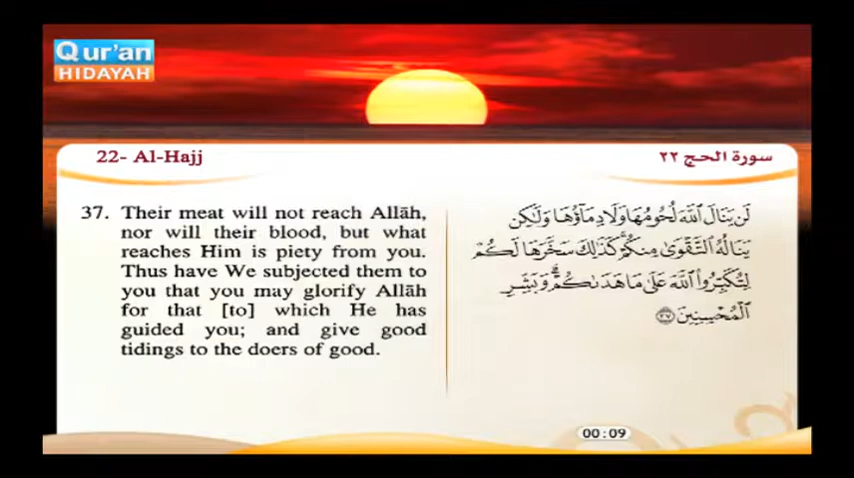 Qur'an
HIDAYAH
22- Al-Hajj
سورة الحج ٢٢
37. Their meat will not reach Allāh,
nor will their blood, but what
reaches Him is piety from you.
Thus have We subjected them to
you that you may glorify Allāh
for that [to] which He has
guided you; and give good
tidings to the doers of good.
لَن يَنَالَ ٱللَّهَ لُحُومُهَا وَلَا دِمَآؤُهَا وَلَٰكِن
يَنَالُهُ ٱلتَّقْوَىٰ مِنكُمْ ۚ كَذَٰلِكَ سَخَّرَهَا لَكُمْ
لِتُكَبِّرُوا۟ ٱللَّهَ عَلَىٰ مَا هَدَىٰكُمْ ۗ وَبَشِّرِ
ٱلْمُحْسِنِينَ ٣٧
00:09